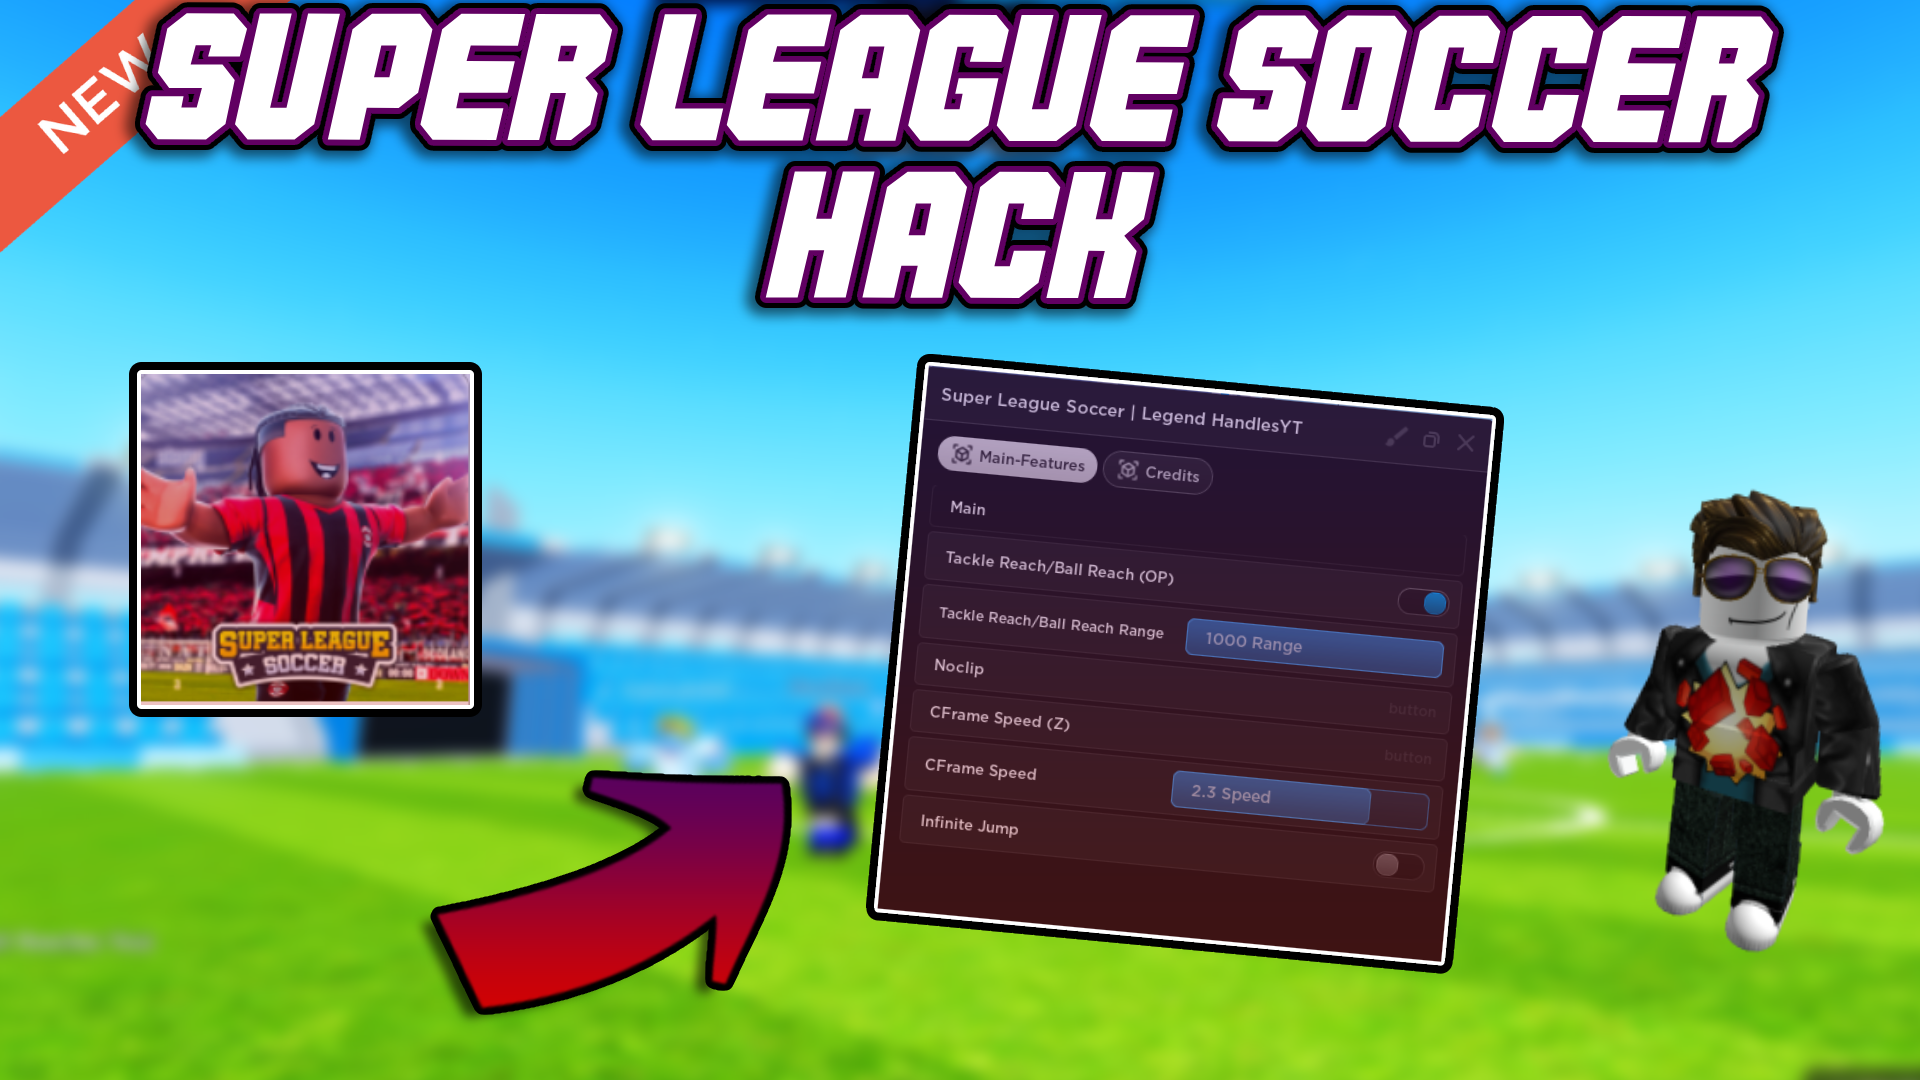 NEW
SUPER LEAGUE SOCCER
HACK
SUPER LEAGUE
SOCCER
Super League Soccer | Legend HandlesYT
Main-Features
Credits
Main
Tackle Reach/Ball Reach (OP)
Tackle Reach/Ball Reach Range
1000 Range
Noclip
button
CFrame Speed (Z)
button
CFrame Speed
2.3 Speed
Infinite Jump